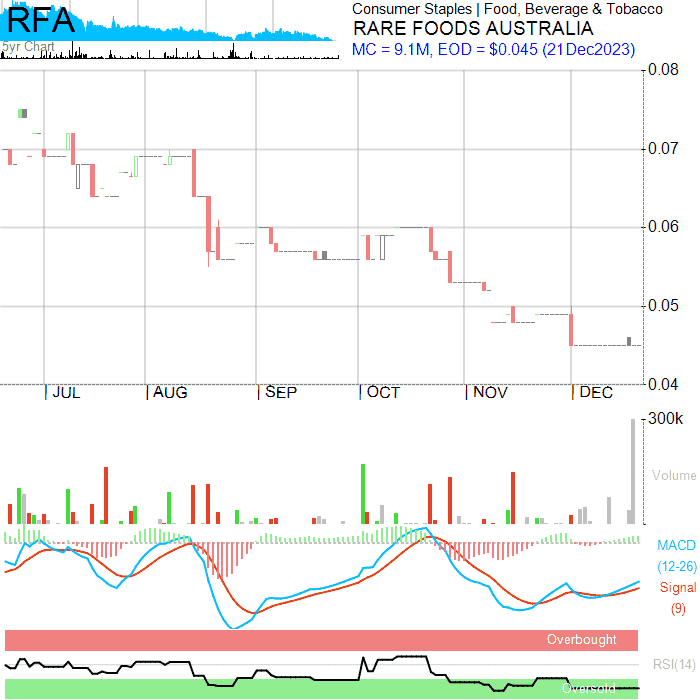 RFA
5yr Chart
Consumer Staples | Food, Beverage & Tobacco
RARE FOODS AUSTRALIA
MC = 9.1M, EOD = $0.045 (21Dec2023)
0.08
0.07
0.06
0.05
0.04
JUL AUG SEP OCT NOV DEC
300k
Volume
MACD
(12-26)
Signal
(9)
Overbought
RSI(14)
Oversold